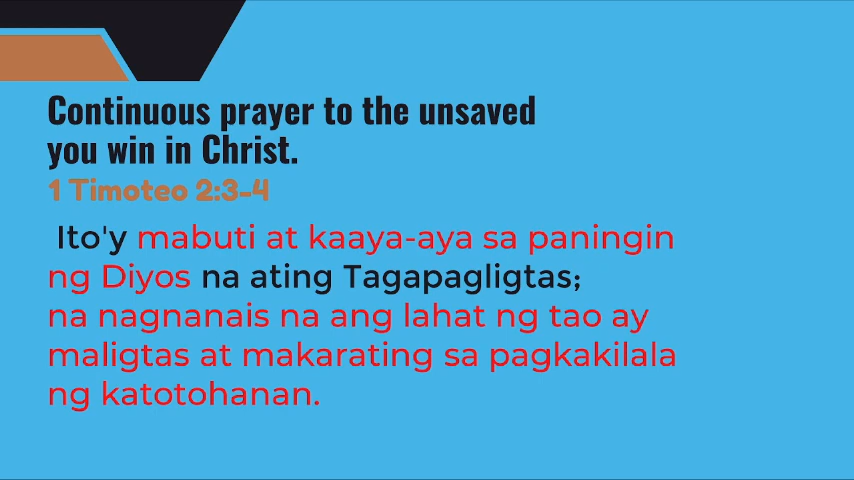 Continuous prayer to the unsaved
you win in Christ.
1 Timoteo 2:3-4
Ito'y mabuti at kaaya-aya sa paningin
ng Diyos na ating Tagapagligtas;
na nagnanais na ang lahat ng tao ay
maligtas at makarating sa pagkakilala
ng katotohanan.